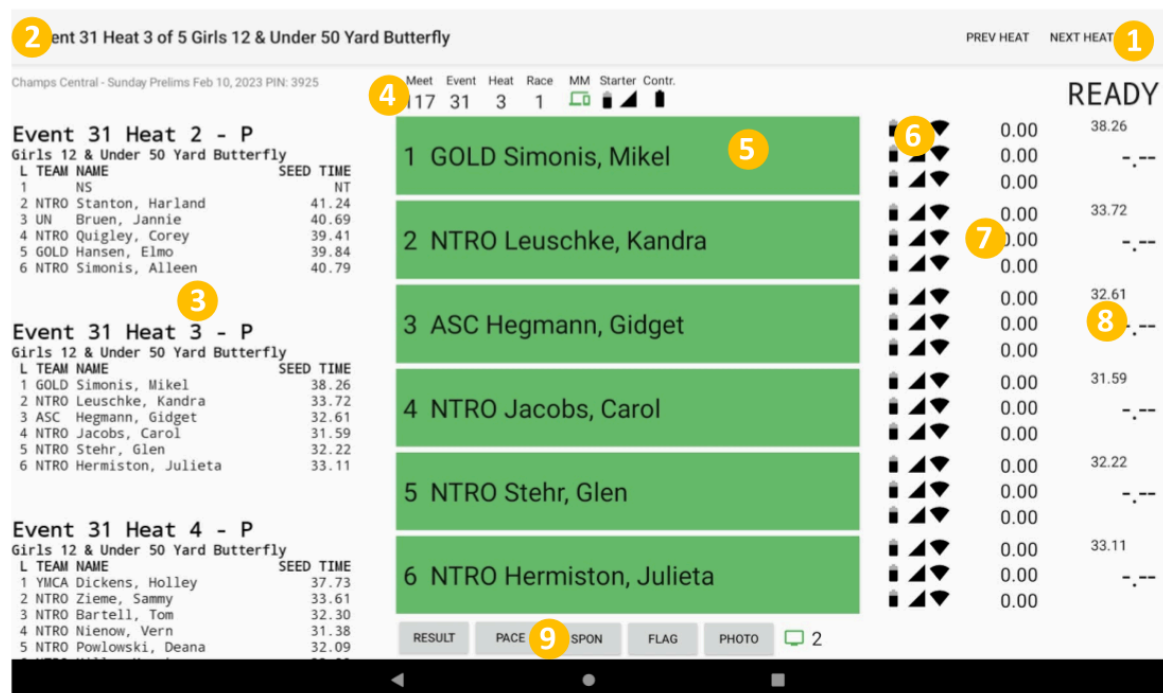 2 ent 31 Heat 3 of 5 Girls 12 & Under 50 Yard Butterfly
PREV HEAT NEXT HEAT 1
Champs Central - Sunday Prelims Feb 10, 2023 PIN: 3925
Meet Event Heat Race MM Starter Contr.
4 117 31 3 1
READY
Event 31 Heat 2 - P
Girls 12 & Under 50 Yard Butterfly
L TEAM NAME SEED TIME
1 NS NT
2 NTRO Stanton, Harland 41.24
3 UN Bruen, Jannie 40.69
4 NTRO Quigley, Corey 39.41
5 GOLD Hansen, Elmo 39.84
6 NTRO Simonis, Alleen 40.79
3
Event 31 Heat 3 - P
Girls 12 & Under 50 Yard Butterfly
L TEAM NAME SEED TIME
1 GOLD Simonis, Mikel 38.26
2 NTRO Leuschke, Kandra 33.72
3 ASC Hegmann, Gidget 32.61
4 NTRO Jacobs, Carol 31.59
5 NTRO Stehr, Glen 32.22
6 NTRO Hermiston, Julieta 33.11
Event 31 Heat 4 - P
Girls 12 & Under 50 Yard Butterfly
L TEAM NAME SEED TIME
1 YMCA Dickens, Holley 37.73
2 NTRO Zieme, Sammy 33.61
3 NTRO Bartell, Tom 32.30
4 NTRO Nienow, Vern 31.38
5 NTRO Powlowski, Deana 32.09
1 GOLD Simonis, Mikel 5
6 0.00 38.26
0.00 -.--
0.00
2 NTRO Leuschke, Kandra
0.00 33.72
7 0.00 -.--
0.00
3 ASC Hegmann, Gidget
0.00 32.61
0.00 8 -.--
0.00
4 NTRO Jacobs, Carol
0.00 31.59
0.00 -.--
0.00
5 NTRO Stehr, Glen
0.00 32.22
0.00 -.--
0.00
6 NTRO Hermiston, Julieta
0.00 33.11
0.00 -.--
0.00
RESULT PACE 9 SPON FLAG PHOTO 2